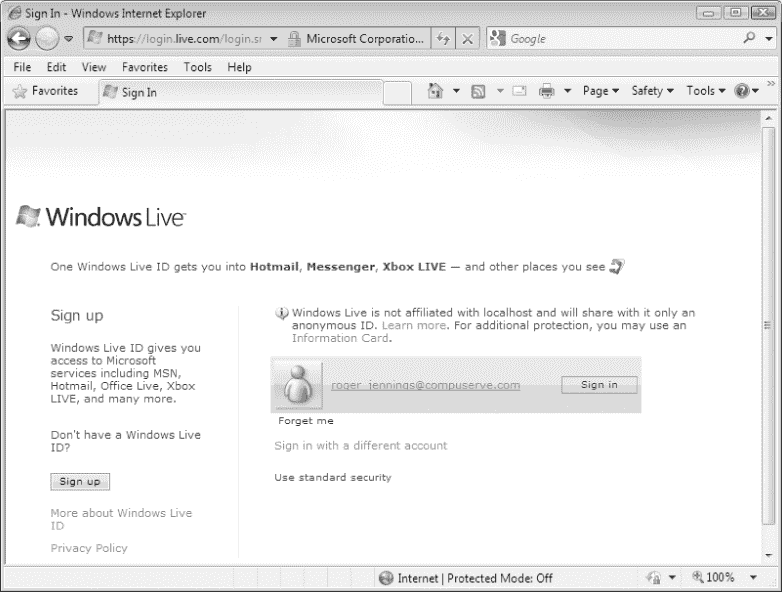 Sign In - Windows Internet Explorer
https://login.live.com/login.sr
Microsoft Corporatio...
Google
File Edit View Favorites Tools Help
Favorites
Sign In
Page Safety Tools
Windows Live
One Windows Live ID gets you into Hotmail, Messenger, Xbox LIVE — and other places you see
Sign up
Windows Live ID gives you
access to Microsoft
services including MSN,
Hotmail, Office Live, Xbox
LIVE, and many more.
Don't have a Windows Live
ID?
Sign up
More about Windows Live
ID
Privacy Policy
Windows Live is not affiliated with localhost and will share with it only an
anonymous ID. Learn more. For additional protection, you may use an
Information Card.
roger_jennings@compuserve.com
Sign in
Forget me
Sign in with a different account
Use standard security
Internet | Protected Mode: Off
100%